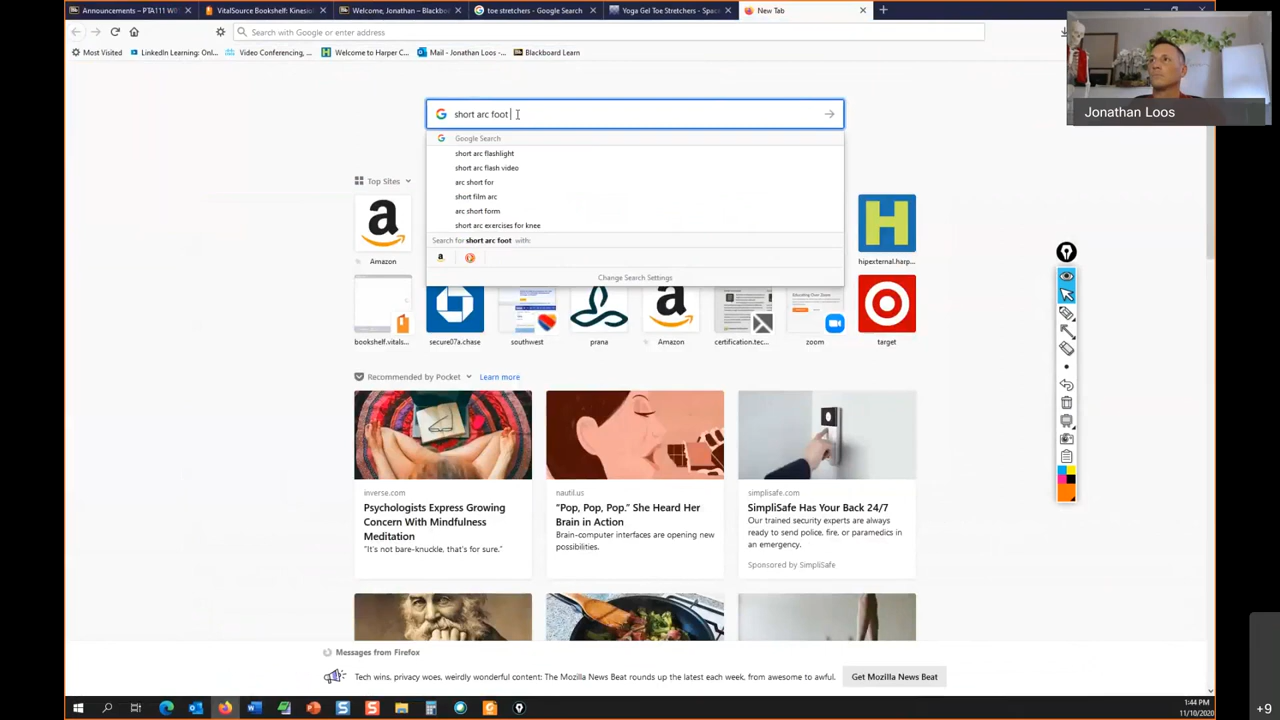 Announcements – PTA111 W0
VitalSource Bookshelf: Kinesio
Welcome, Jonathan – Blackboa
toe stretchers - Google Search
Yoga Gel Toe Stretchers - Spac
New Tab
Search with Google or enter address
Most Visited
LinkedIn Learning: Onl...
Video Conferencing, ...
Welcome to Harper C...
Mail - Jonathan Loos...
Blackboard Learn
Jonathan Loos
short arc foot
Google Search
short arc flashlight
short arc flash video
arc short for
short film arc
arc short form
short arc exercises for knee
Search for short arc foot with:
Change Search Settings
Top Sites
Amazon
hipexternal.harp...
bookshelf.vitals...
secure07a.chase
southwest
prana
Amazon
certification.tec...
zoom
target
Recommended by Pocket
Learn more
inverse.com
Psychologists Express Growing
Concern With Mindfulness
Meditation
"It's not bare-knuckle, that's for sure."
nautil.us
"Pop, Pop, Pop." She Heard Her
Brain in Action
Brain-computer interfaces are opening new
possibilities.
simplisafe.com
SimpliSafe Has Your Back 24/7
Our trained security experts are always
ready to send police, fire, or paramedics in
an emergency.
Sponsored by SimpliSafe
Messages from Firefox
Tech wins, privacy woes, weirdly wonderful content: The Mozilla News Beat rounds up the latest each week, from awesome to awful.
Get Mozilla News Beat
1:44 PM
11/10/2020
+9